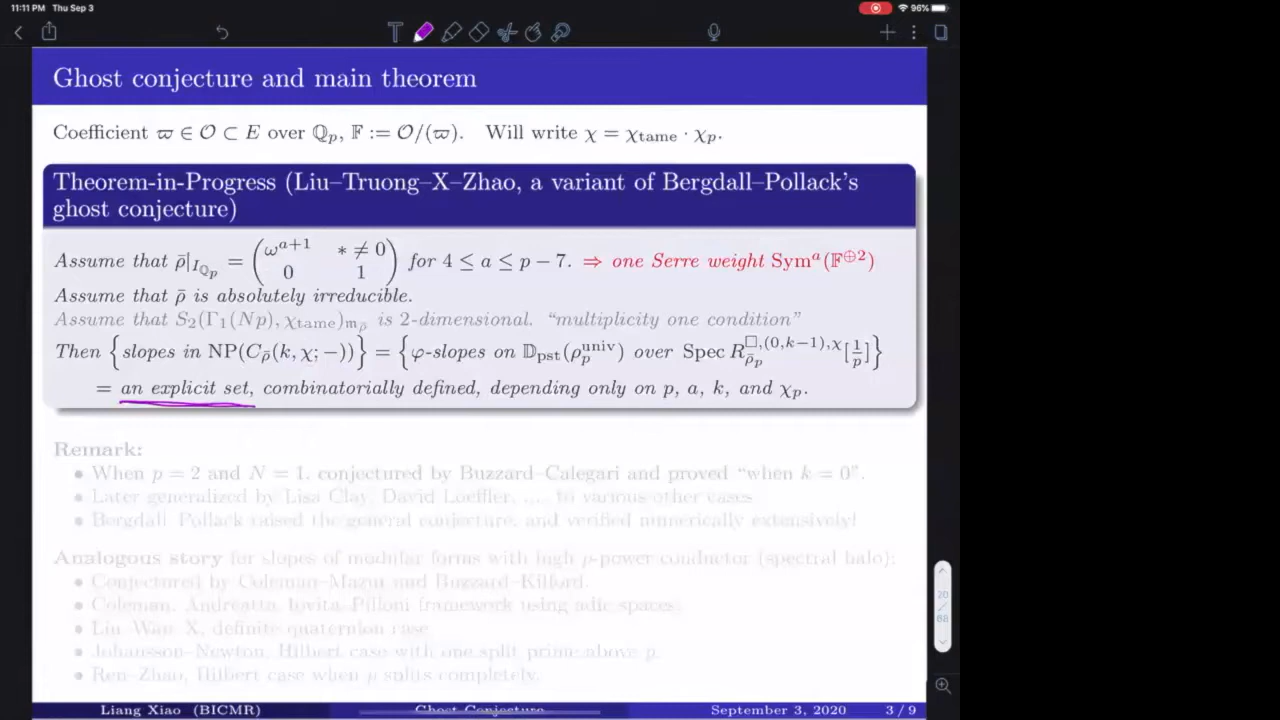 11:11 PM Thu Sep 3
96%
Ghost conjecture and main theorem
Coefficient ϖ ∈ 𝒪 ⊂ E over ℚ_p, 𝔽 := 𝒪/(ϖ). Will write χ = χ_tame · χ_p.
Theorem-in-Progress (Liu–Truong–X–Zhao, a variant of Bergdall–Pollack's
ghost conjecture)
Assume that ρ̄|_{I_{ℚ_p}} = (ω^{a+1} * ≠ 0 / 0 1) for 4 ≤ a ≤ p − 7. ⇒ one Serre weight Sym^a(𝔽^{⊕2})
Assume that ρ̄ is absolutely irreducible.
Assume that S_2(Γ_1(Np), χ_tame)_{𝔪_ρ̄} is 2-dimensional. "multiplicity one condition"
Then {slopes in NP(C_ρ̄(k, χ; −))} = {φ-slopes on 𝔻_pst(ρ_p^univ) over Spec R_{ρ̄_p}^{□,(0,k−1),χ}[1/p]}
= an explicit set, combinatorially defined, depending only on p, a, k, and χ_p.
Remark:
• When p = 2 and N = 1, conjectured by Buzzard–Calegari and proved "when k = 0".
• Later generalized by Lisa Clay, David Loeffler, .... to various other cases
• Bergdall–Pollack raised the general conjecture, and verified numerically extensively!
Analogous story for slopes of modular forms with high p-power conductor (spectral halo):
• Conjectured by Coleman–Mazur and Buzzard–Kilford.
• Coleman, Andreatta–Iovita–Pilloni framework using adic spaces.
• Liu–Wan–X, definite quaternion case
• Johansson–Newton, Hilbert case with one split prime above p.
• Ren–Zhao, Hilbert case when p splits completely.
20 / 68
Liang Xiao (BICMR) Ghost Conjecture September 3, 2020 3 / 9